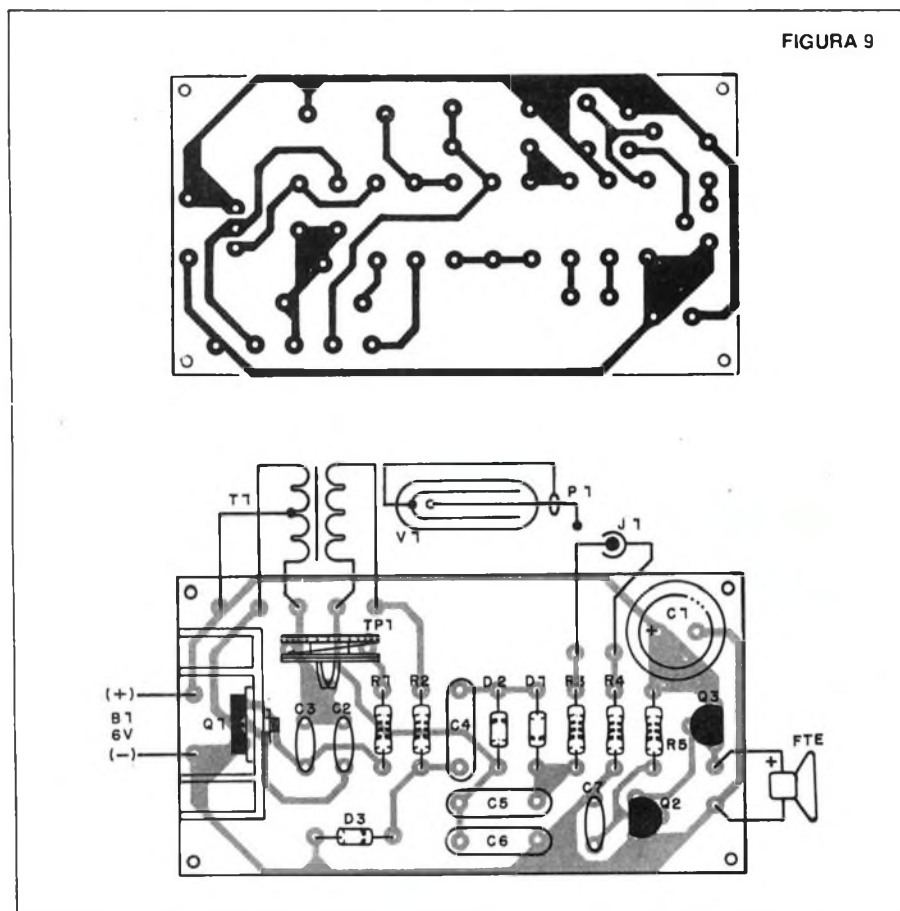 FIGURA 9
T1
V1
P1
J1
C1
TP1
(+)
B1
6V
(-)
Q1
C3
C2
R1
R2
C4
D2
D1
R3
R4
R5
Q3
+
+
FTE
C5
C6
C7
Q2
D3